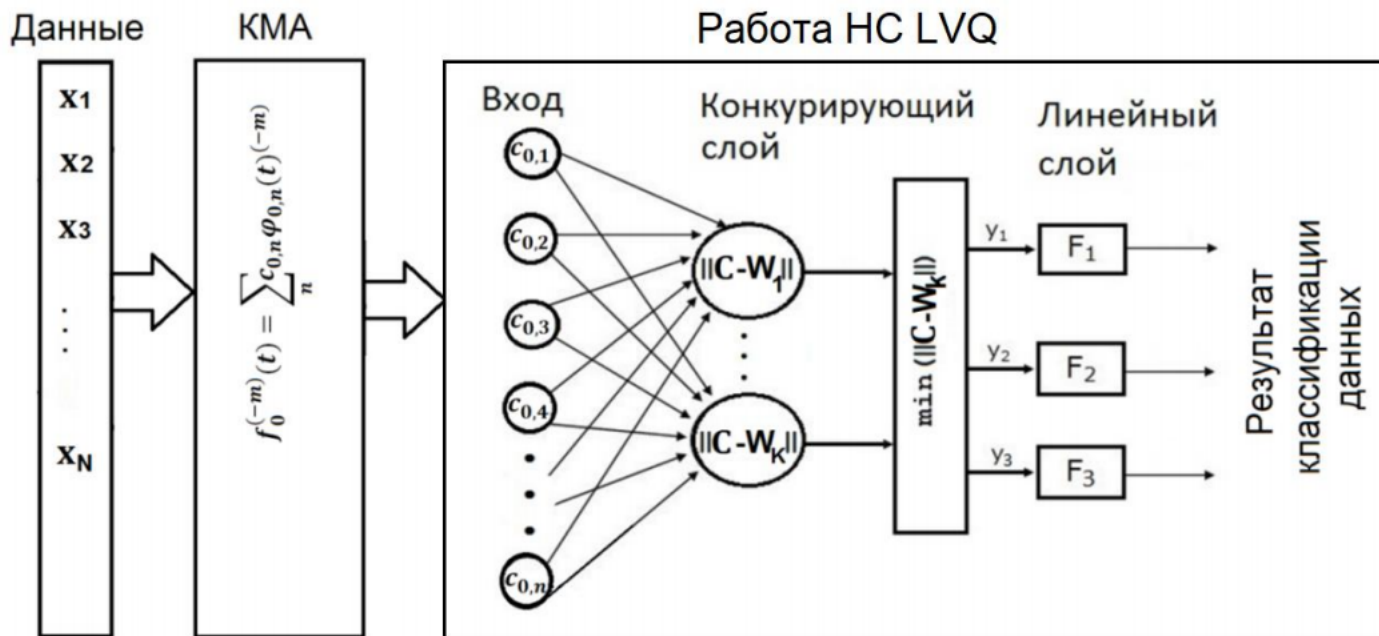 Данные
КМА
Работа НС LVQ
X1
X2
X3
XN
f₀⁽⁻ᵐ⁾(t) = ∑ₙ c₀,ₙφ₀,ₙ(t)⁽⁻ᵐ⁾
Вход
c₀,₁
c₀,₂
c₀,₃
c₀,₄
c₀,ₙ
Конкурирующий
слой
||C-W₁||
||C-Wₖ||
min (||C-Wₖ||)
Линейный
слой
y₁
y₂
y₃
F₁
F₂
F₃
Результат
классификации
данных